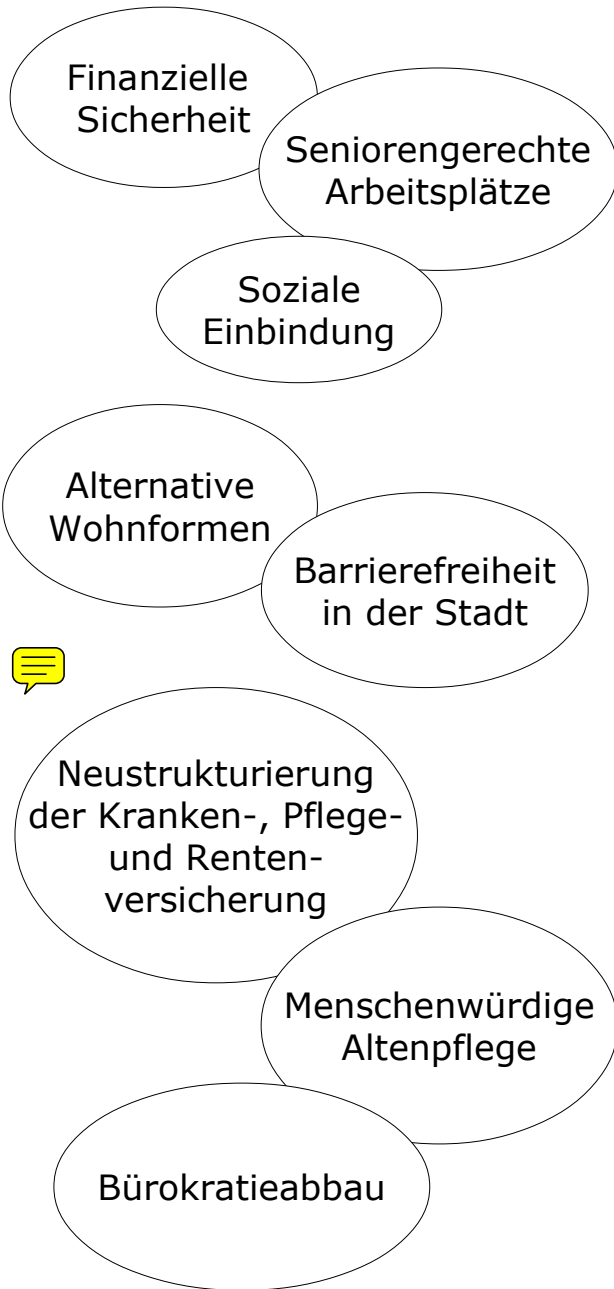 Finanzielle
Sicherheit
Seniorengerechte
Arbeitsplätze
Soziale
Einbindung
Alternative
Wohnformen
Barrierefreiheit
in der Stadt
Neustrukturierung
der Kranken-, Pflege-
und Renten-
versicherung
Menschenwürdige
Altenpflege
Bürokratieabbau